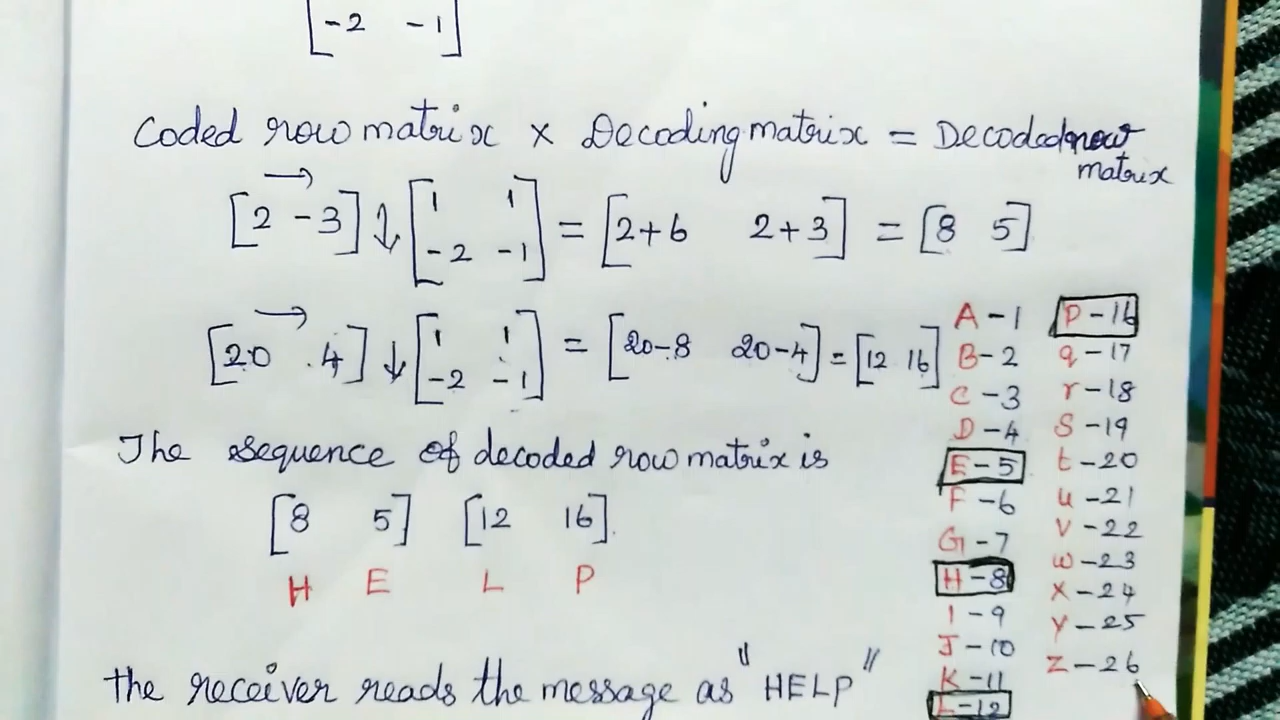 [-2 -1]
Coded row matrix × Decoding matrix = Decoded row matrix
[2 -3] ↓ [1 1 -2 -1] = [2+6 2+3] = [8 5]
[20 4] ↓ [1 1 -2 -1] = [20-8 20-4] = [12 16]
The sequence of decoded row matrix is
[8 5] [12 16].
H E L P
the receiver reads the message as "HELP"
A-1
B-2
C-3
D-4
E-5
F-6
G-7
H-8
I-9
J-10
K-11
L-12
P-16
q-17
r-18
S-19
t-20
u-21
V-22
w-23
X-24
Y-25
Z-26